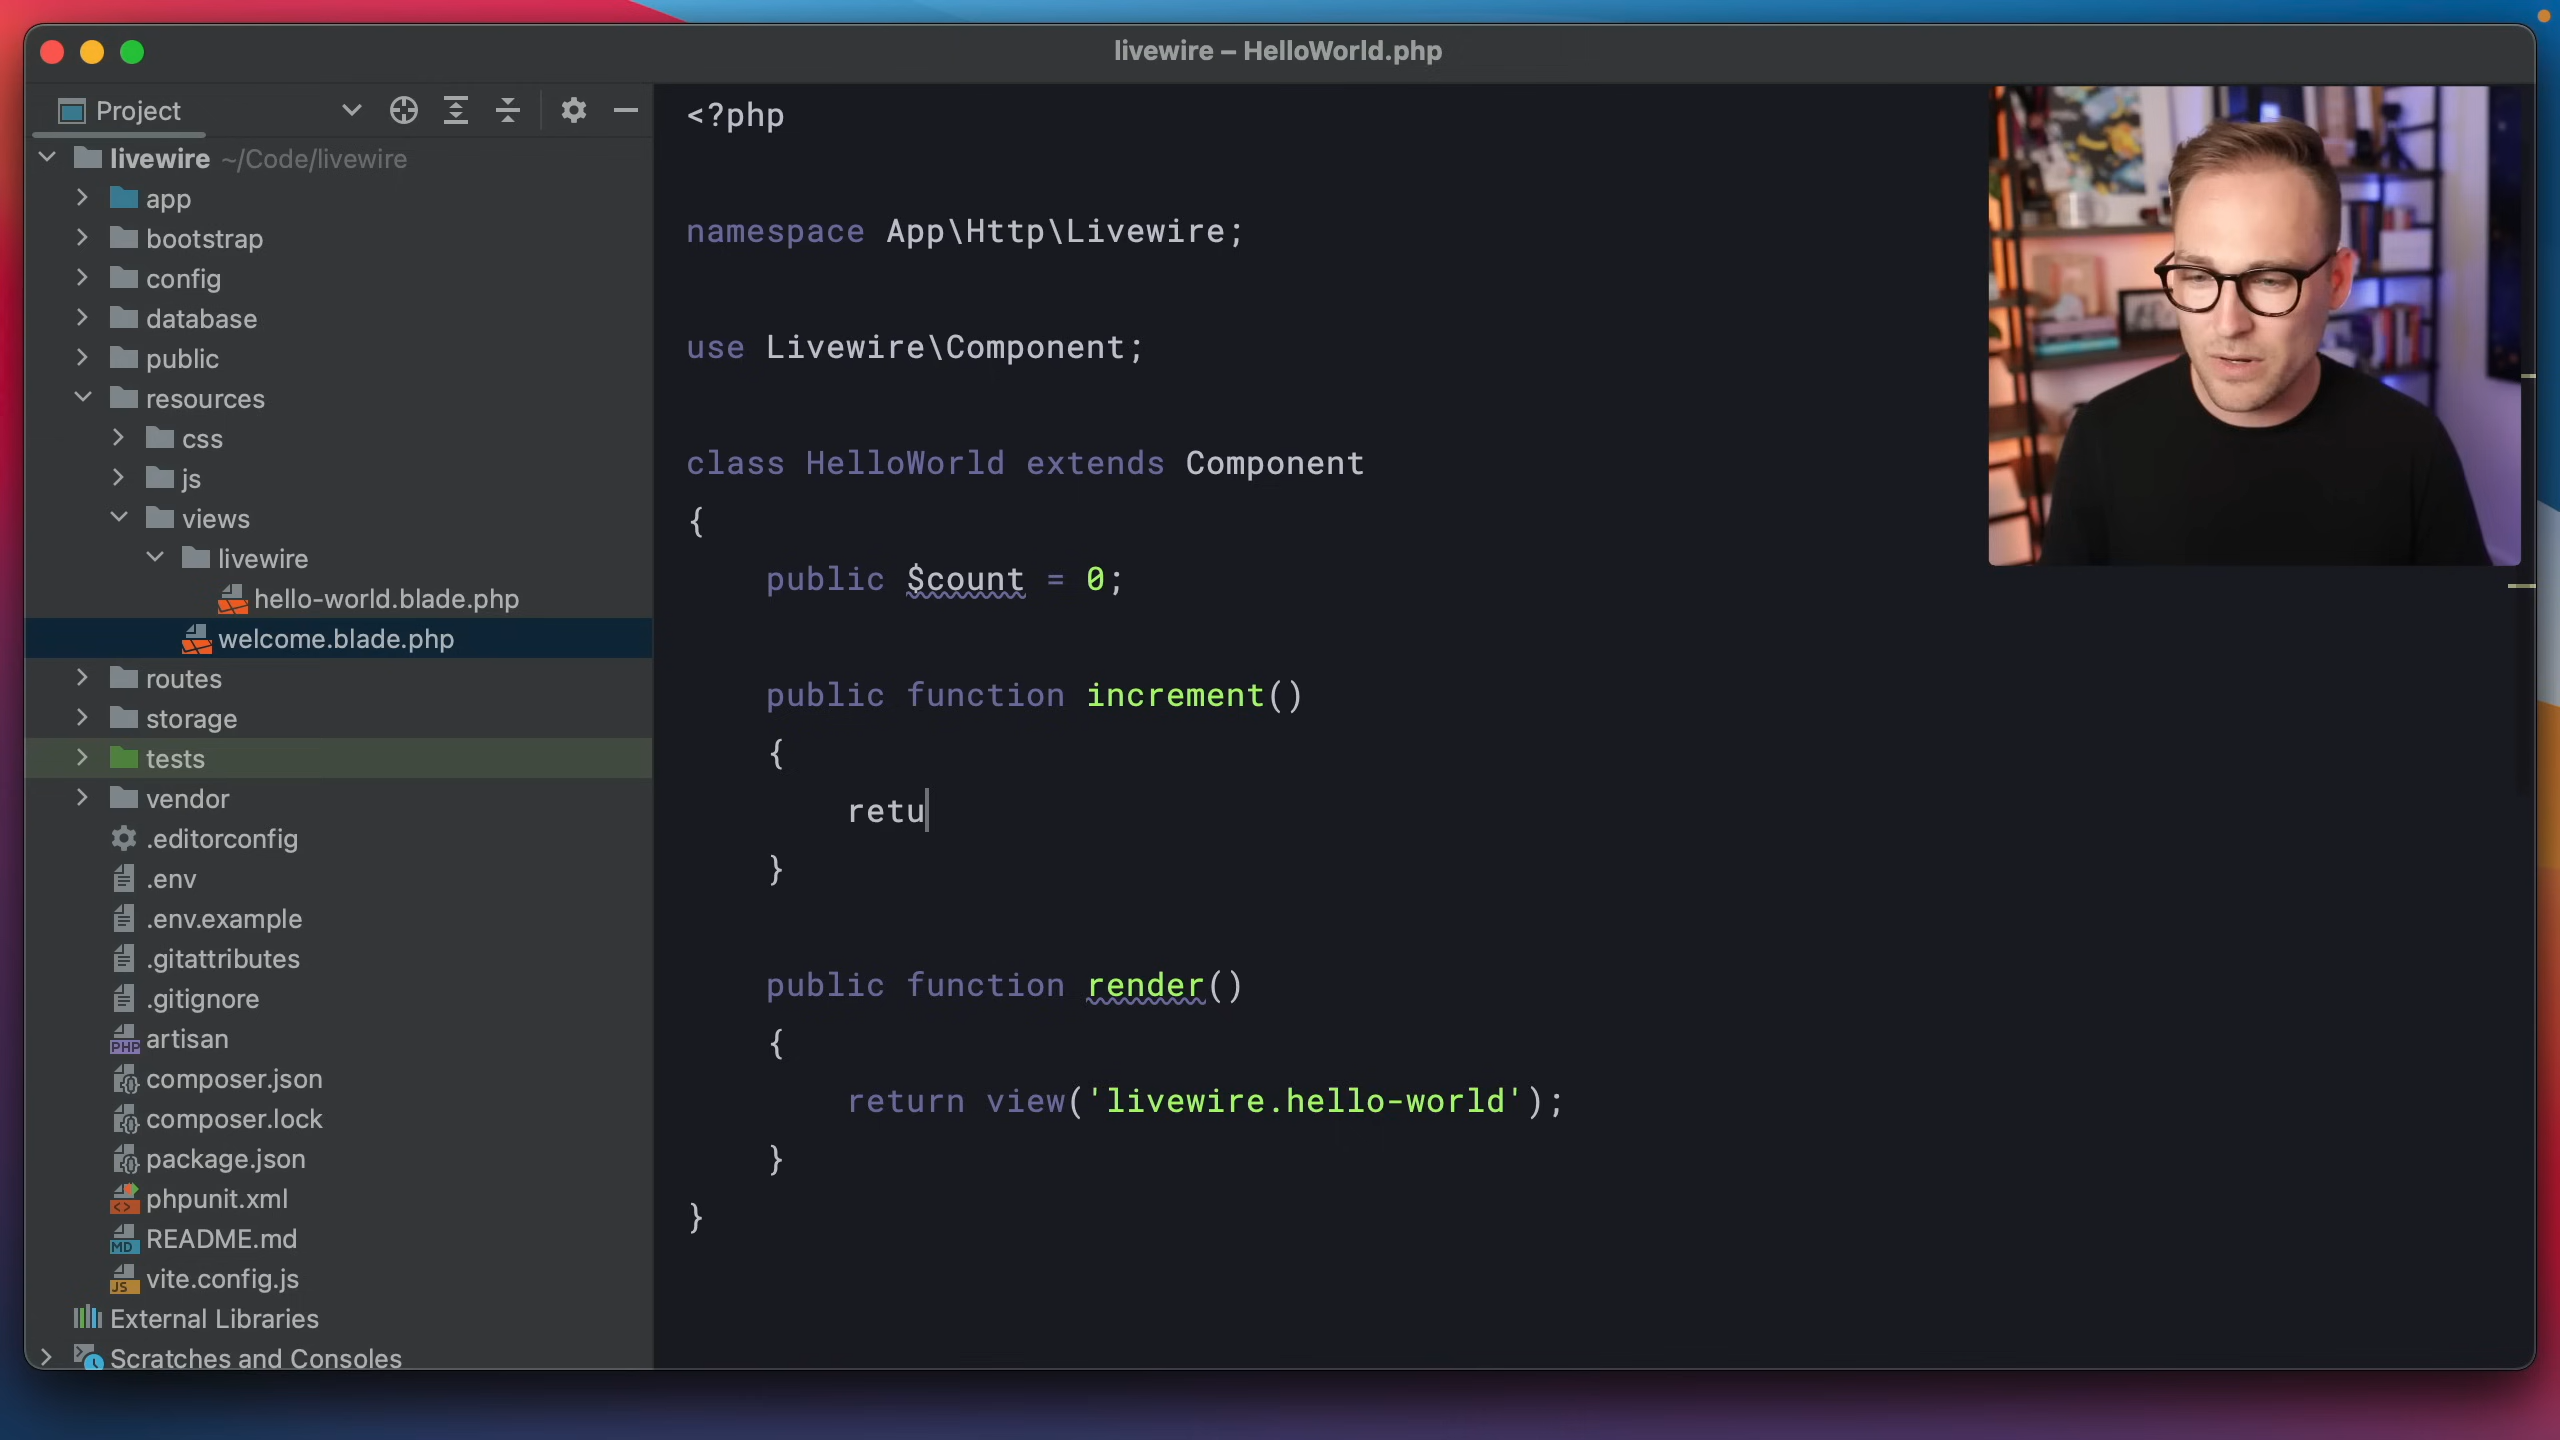 livewire – HelloWorld.php
Project
livewire ~/Code/livewire
app
bootstrap
config
database
public
resources
css
js
views
livewire
hello-world.blade.php
welcome.blade.php
routes
storage
tests
vendor
.editorconfig
.env
.env.example
.gitattributes
.gitignore
artisan
composer.json
composer.lock
package.json
phpunit.xml
README.md
vite.config.js
External Libraries
Scratches and Consoles
<?php
namespace App\Http\Livewire;
use Livewire\Component;
class HelloWorld extends Component
{
public $count = 0;
public function increment()
{
retu
}
public function render()
{
return view('livewire.hello-world');
}
}